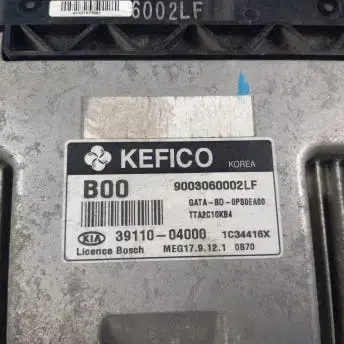 6002LF
KEFICO KOREA
B00 9003060002LF
GATA-BD-0PS0EA00
TTA2C10KB4
KIA 39110-04000 1C34416X
Licence Bosch MEG17.9.12.1 0B70